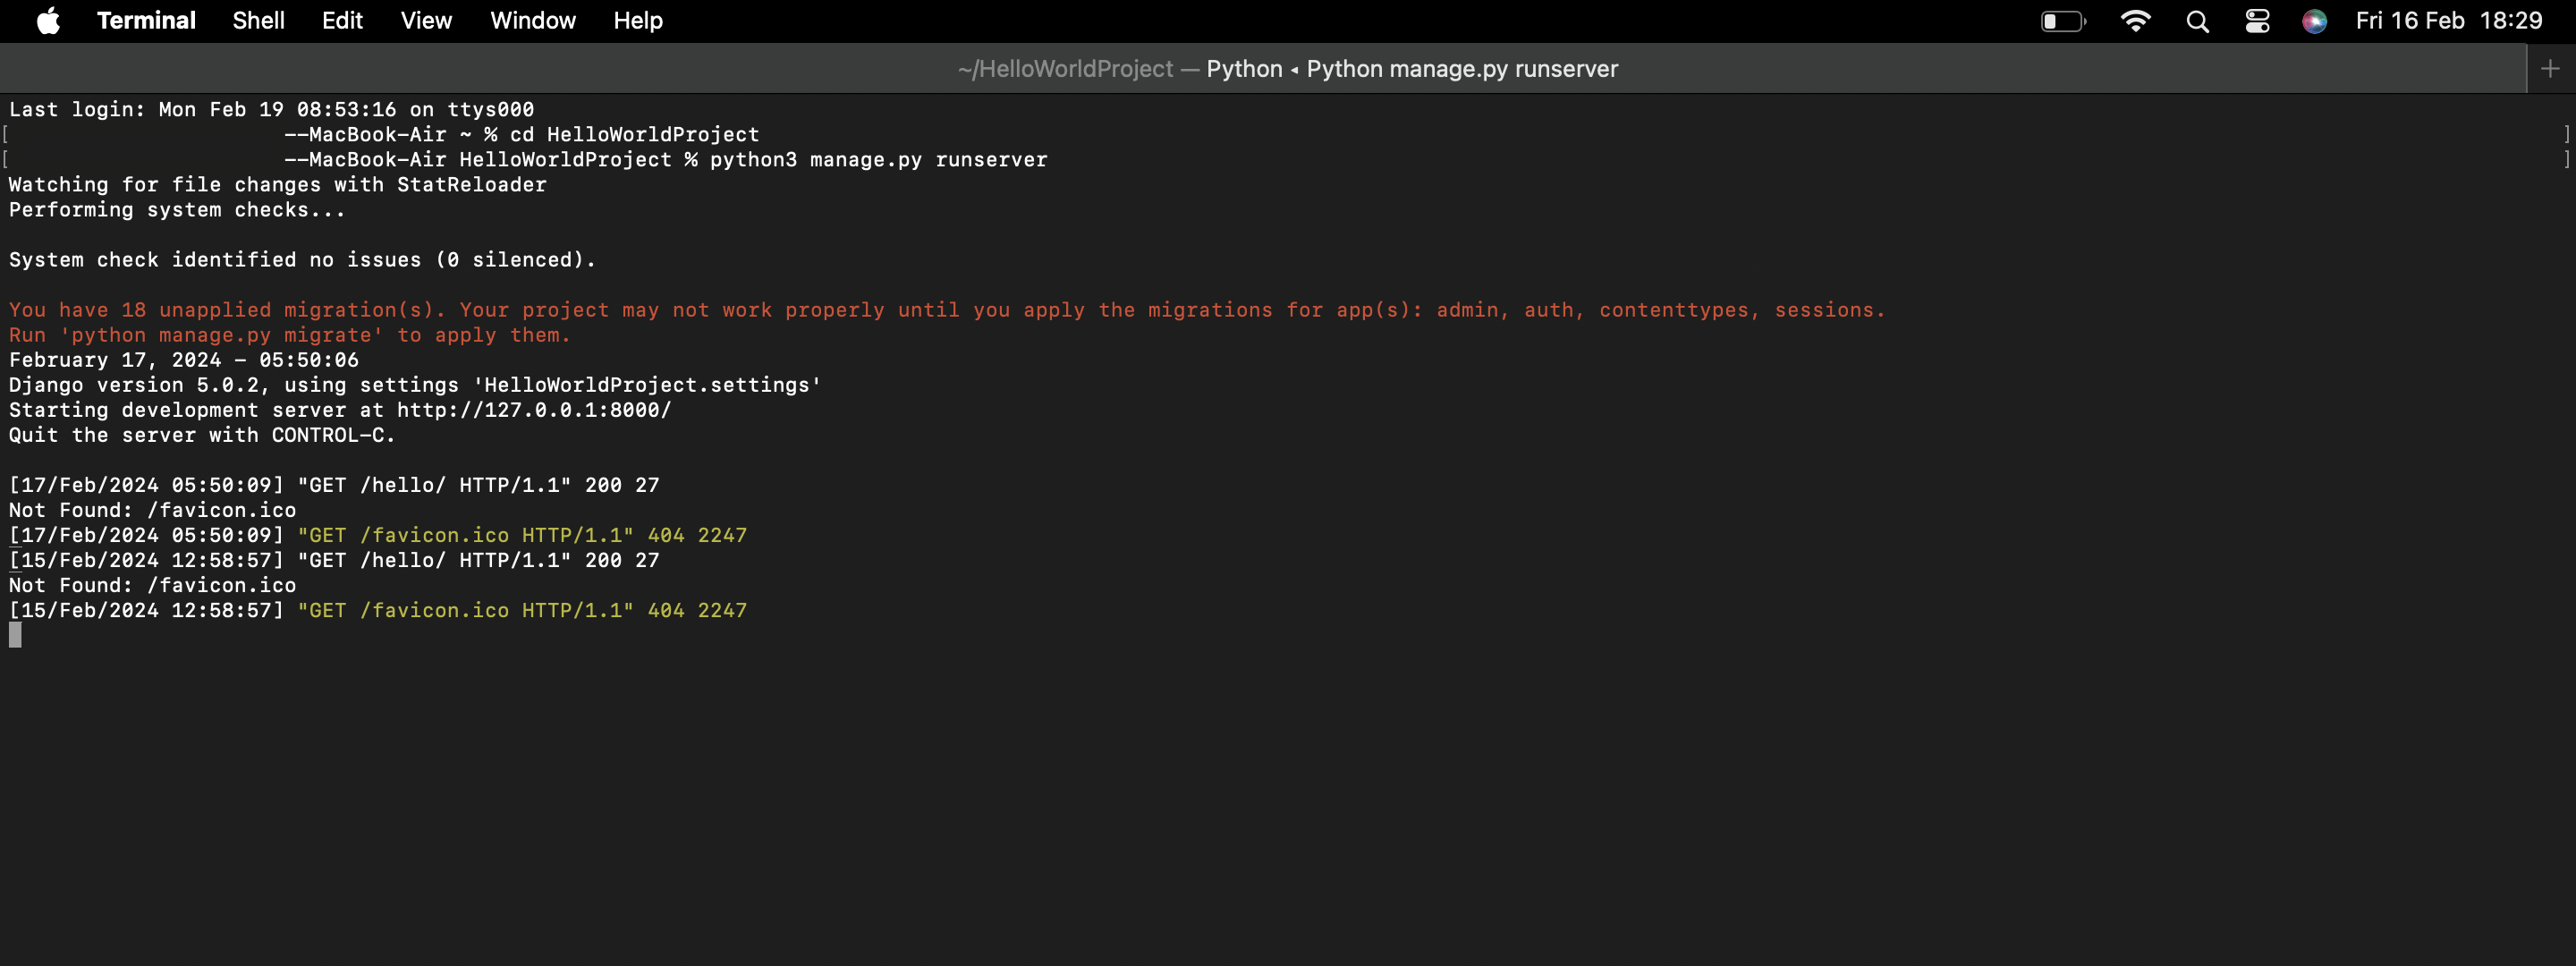 Terminal Shell Edit View Window Help Fri 16 Feb 18:29
~/HelloWorldProject — Python ◂ Python manage.py runserver +
Last login: Mon Feb 19 08:53:16 on ttys000
[ --MacBook-Air ~ % cd HelloWorldProject ]
[ --MacBook-Air HelloWorldProject % python3 manage.py runserver ]
Watching for file changes with StatReloader
Performing system checks...
System check identified no issues (0 silenced).
You have 18 unapplied migration(s). Your project may not work properly until you apply the migrations for app(s): admin, auth, contenttypes, sessions.
Run 'python manage.py migrate' to apply them.
February 17, 2024 - 05:50:06
Django version 5.0.2, using settings 'HelloWorldProject.settings'
Starting development server at http://127.0.0.1:8000/
Quit the server with CONTROL-C.
[17/Feb/2024 05:50:09] "GET /hello/ HTTP/1.1" 200 27
Not Found: /favicon.ico
[17/Feb/2024 05:50:09] "GET /favicon.ico HTTP/1.1" 404 2247
[15/Feb/2024 12:58:57] "GET /hello/ HTTP/1.1" 200 27
Not Found: /favicon.ico
[15/Feb/2024 12:58:57] "GET /favicon.ico HTTP/1.1" 404 2247